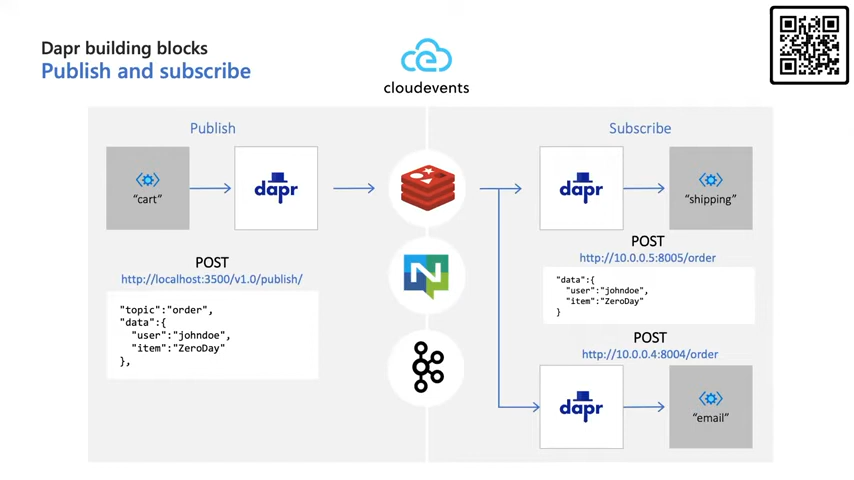 Dapr building blocks
Publish and subscribe
cloudevents
Publish
Subscribe
"cart"
dapr
dapr
"shipping"
POST
http://localhost:3500/v1.0/publish/
"topic":"order",
"data":{
"user":"johndoe",
"item":"ZeroDay"
},
N
POST
http://10.0.0.5:8005/order
"data":{
"user":"johndoe",
"item":"ZeroDay"
}
POST
http://10.0.0.4:8004/order
dapr
"email"